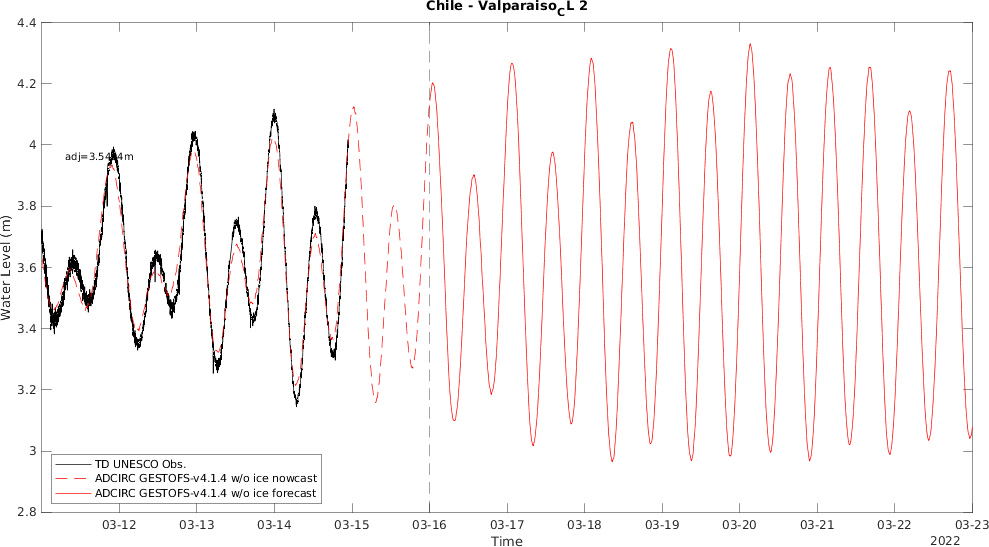 Chile - Valparaiso_CL 2
4.4
4.2
4
3.8
3.6
3.4
3.2
3
2.8
Water Level (m)
TD UNESCO Obs.
ADCIRC GESTOFS-v4.1.4 w/o ice nowcast
ADCIRC GESTOFS-v4.1.4 w/o ice forecast
03-12 03-13 03-14 03-15 03-16 03-17 03-18 03-19 03-20 03-21 03-22 03-23
Time
2022